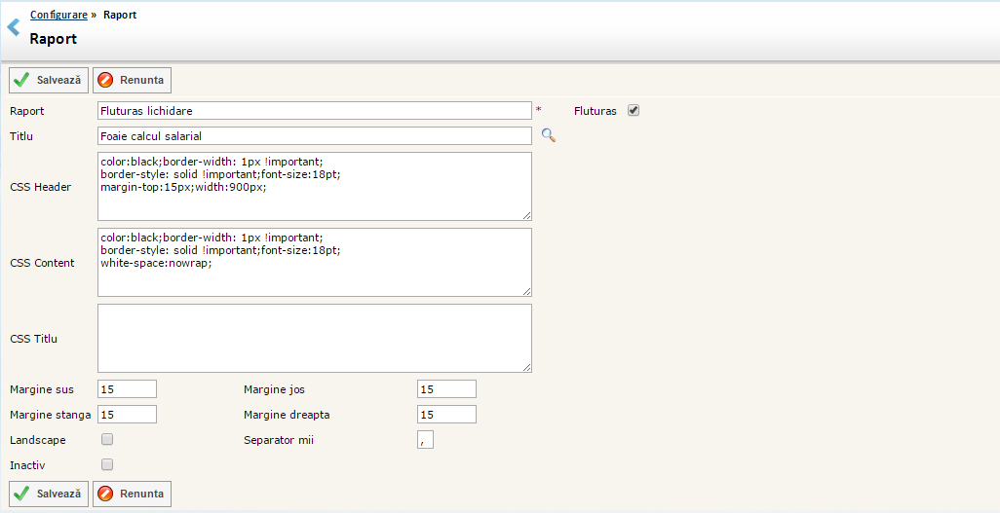 Configurare » Raport
Raport
Salvează Renunta
Raport Fluturas lichidare * Fluturas
Titlu Foaie calcul salarial
CSS Header
color:black;border-width: 1px !important;
border-style: solid !important;font-size:18pt;
margin-top:15px;width:900px;
CSS Content
color:black;border-width: 1px !important;
border-style: solid !important;font-size:18pt;
white-space:nowrap;
CSS Titlu
Margine sus 15 Margine jos 15
Margine stanga 15 Margine dreapta 15
Landscape Separator mii ,
Inactiv
Salvează Renunta